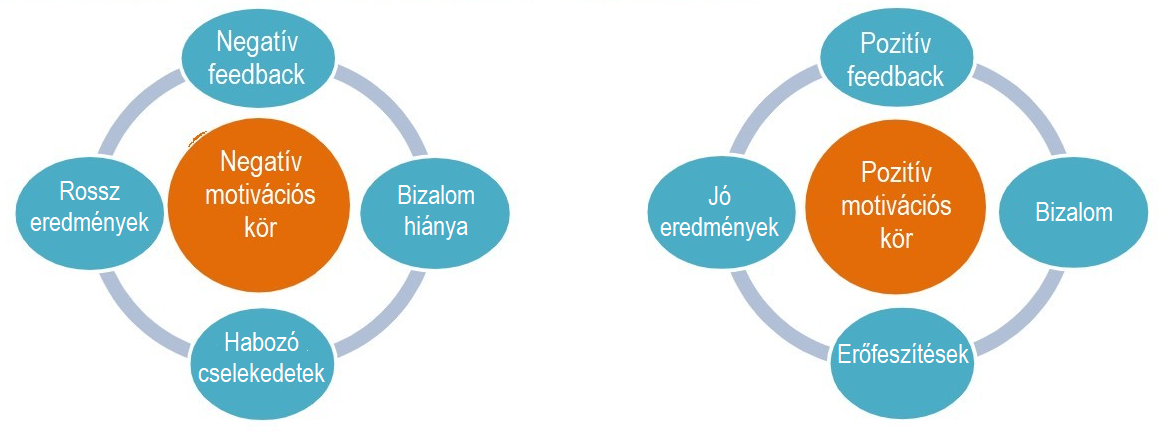 Negatív
feedback
Negatív
motivációs
kör
Rossz
eredmények
Bizalom
hiánya
Habozó
cselekedetek
Pozitív
feedback
Pozitív
motivációs
kör
Jó
eredmények
Bizalom
Erőfeszítések